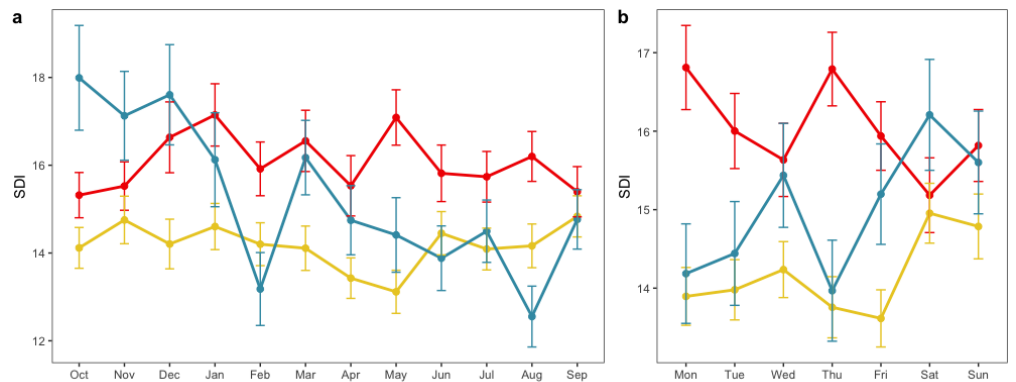 a
b
SDI
18
16
14
12
Oct Nov Dec Jan Feb Mar Apr May Jun Jul Aug Sep
SDI
17
16
15
14
Mon Tue Wed Thu Fri Sat Sun